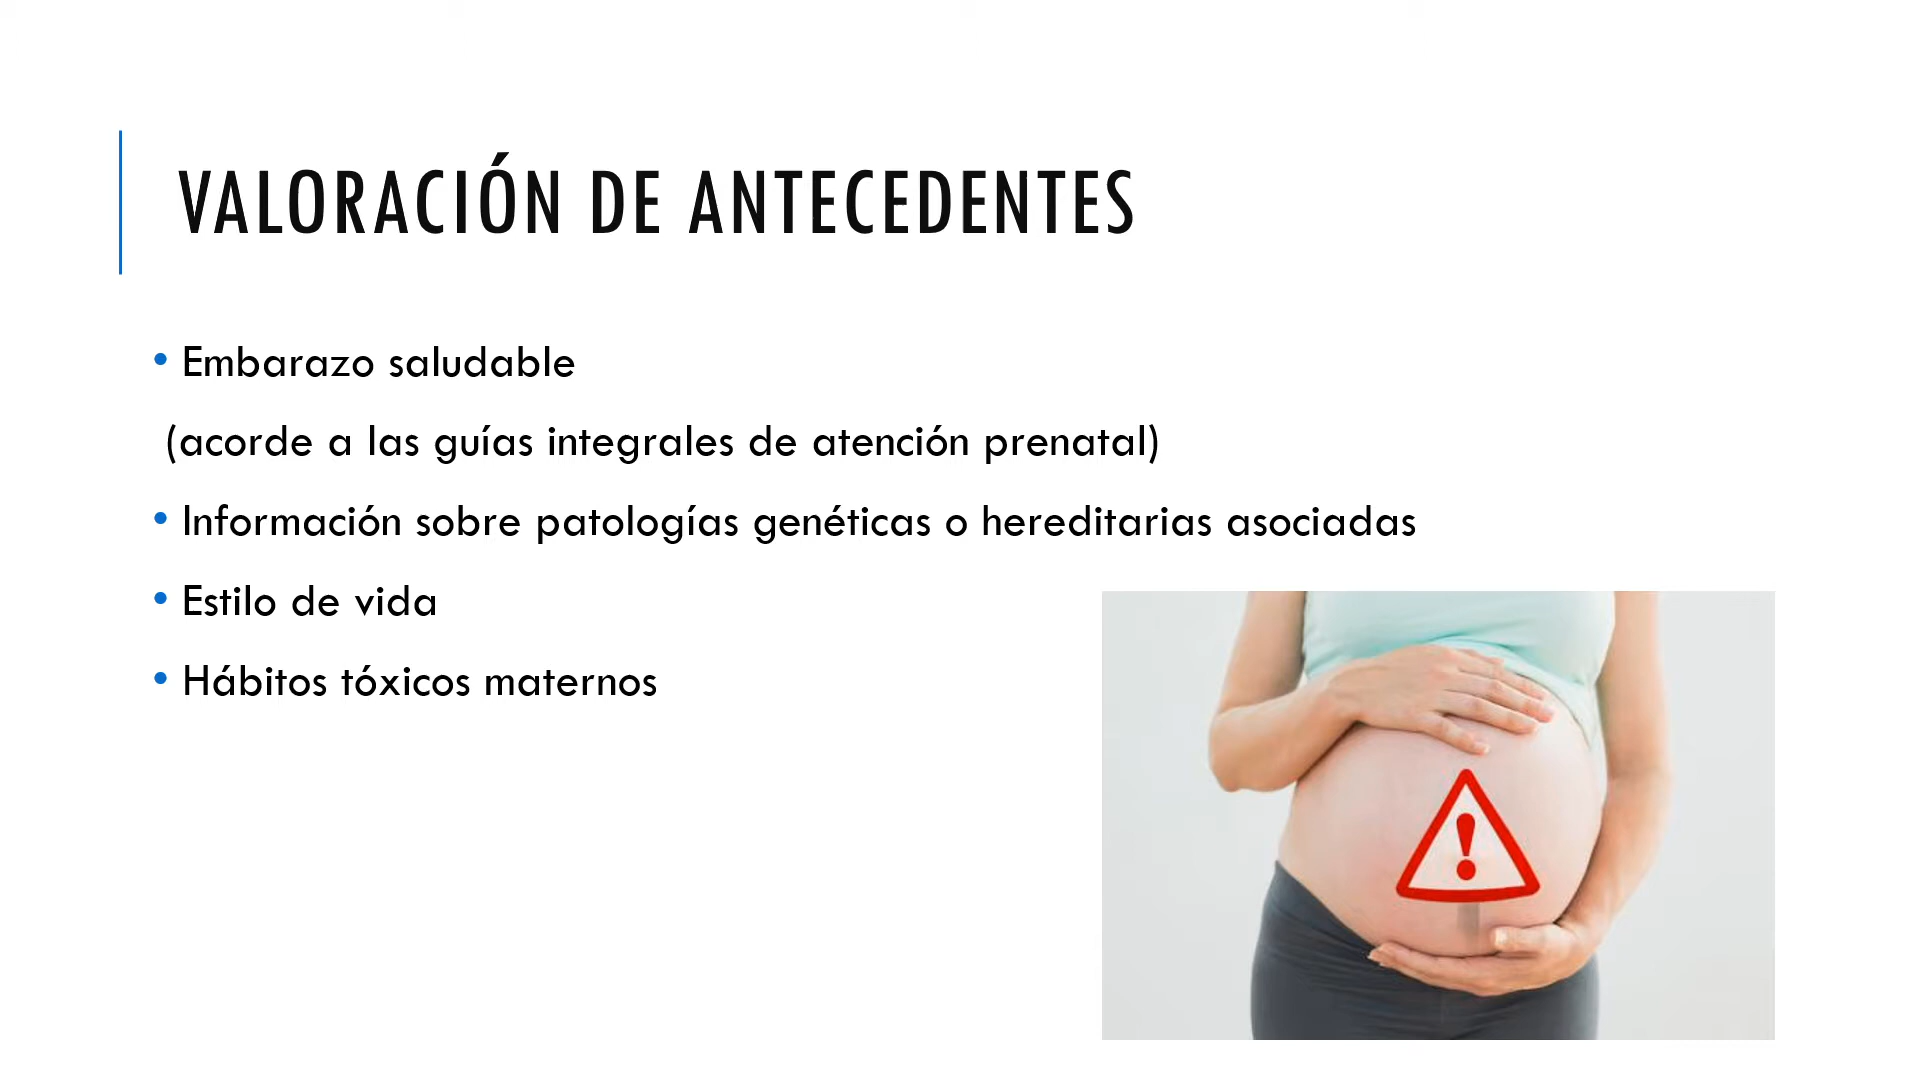 VALORACIÓN DE ANTECEDENTES
• Embarazo saludable
(acorde a las guías integrales de atención prenatal)
• Información sobre patologías genéticas o hereditarias asociadas
• Estilo de vida
• Hábitos tóxicos maternos
!